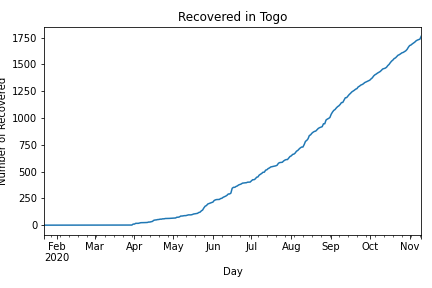 Recovered in Togo
Number of Recovered
1750
1500
1250
1000
750
500
250
0
Feb Mar Apr May Jun Jul Aug Sep Oct Nov
2020
Day